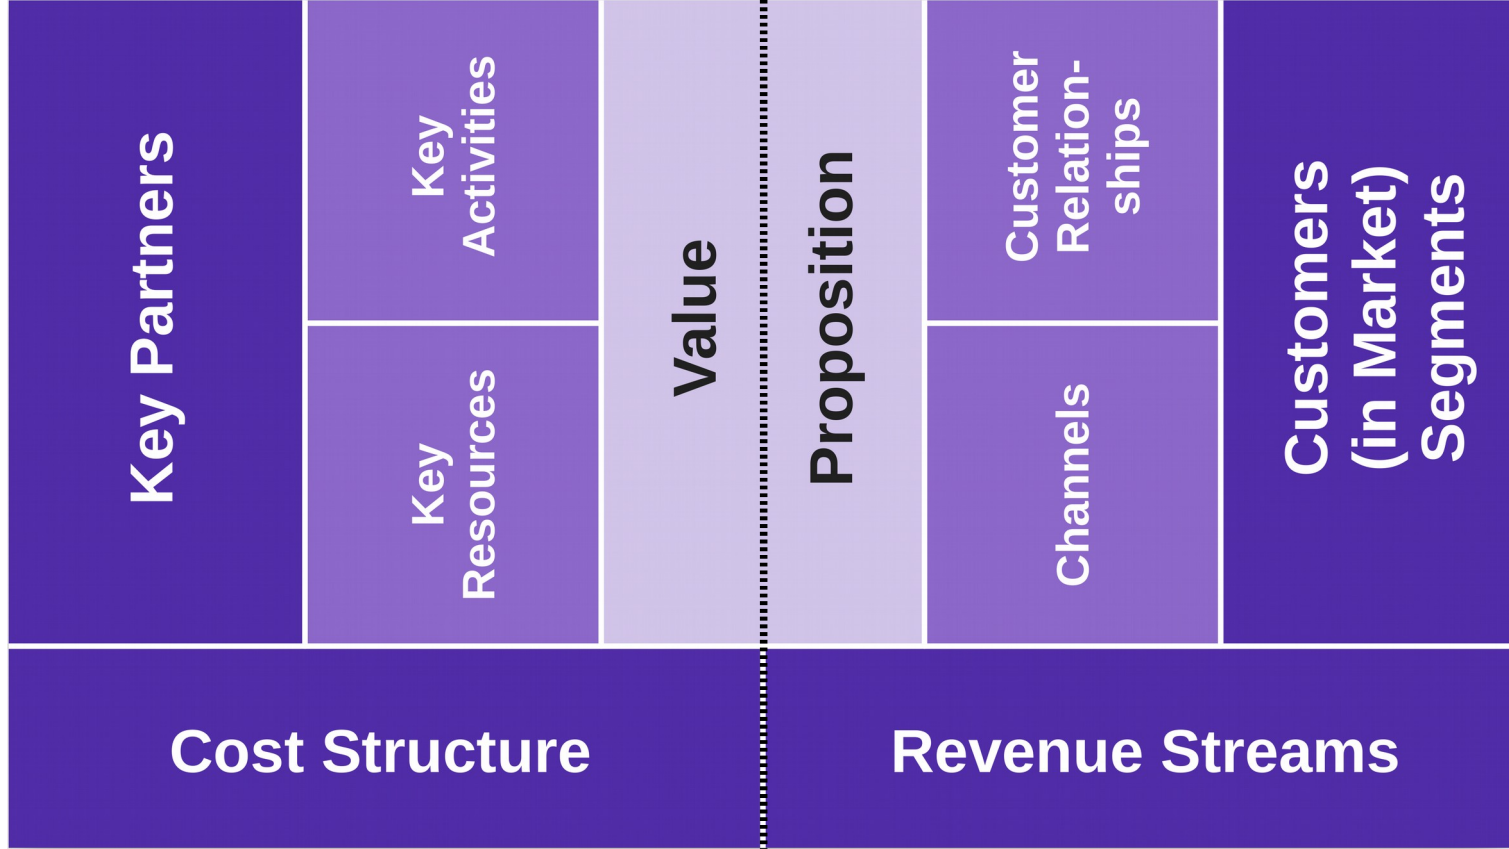 Key Partners
Key
Activities
Key
Resources
Value
Proposition
Customer
Relation-
ships
Channels
Customers
(in Market)
Segments
Cost Structure
Revenue Streams